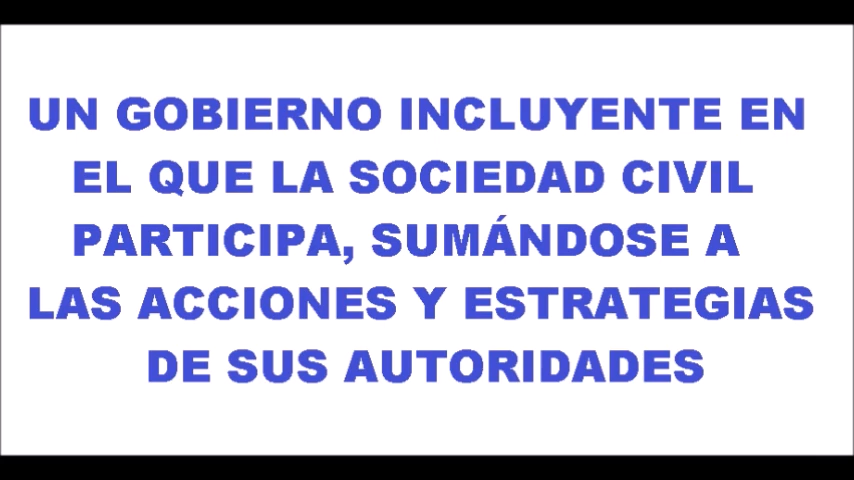 UN GOBIERNO INCLUYENTE EN
EL QUE LA SOCIEDAD CIVIL
PARTICIPA, SUMÁNDOSE A
LAS ACCIONES Y ESTRATEGIAS
DE SUS AUTORIDADES